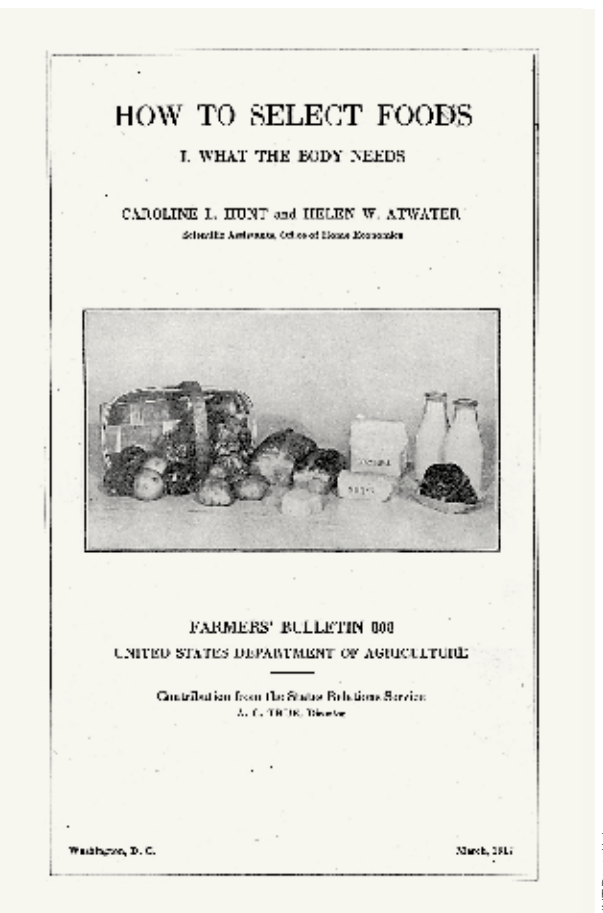 HOW TO SELECT FOODS
I. WHAT THE BODY NEEDS
CAROLINE L. HUNT and HELEN W. ATWATER
Scientific Assistants, Office of Home Economics
FARMERS' BULLETIN 808
UNITED STATES DEPARTMENT OF AGRICULTURE
Contribution from the States Relations Service
A. C. TRUE, Director
Washington, D. C.
March, 1917